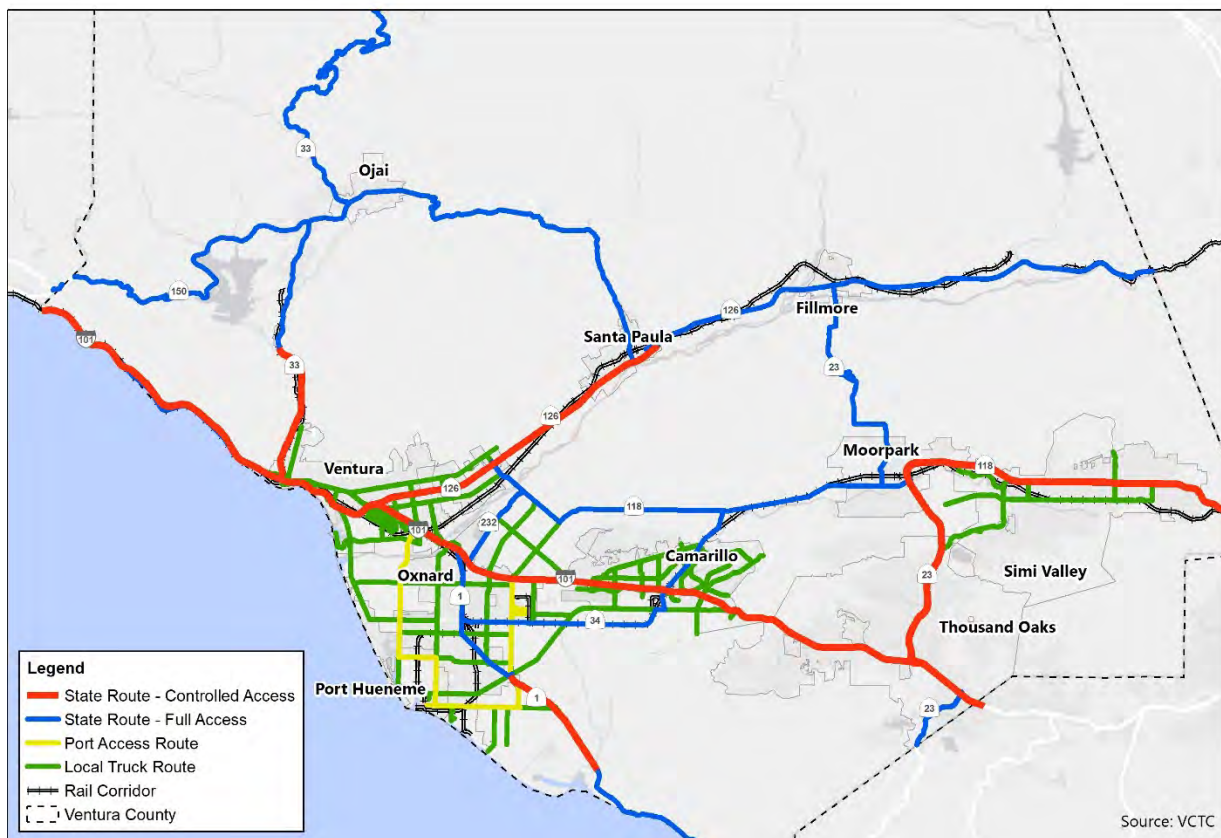 33
Ojai
150
126
Fillmore
Santa Paula
101
33
23
126
Moorpark
Ventura
118
126
118
232
101
Camarillo
101
Oxnard
23
Simi Valley
1
34
Thousand Oaks
Port Hueneme
1
23
Legend
State Route - Controlled Access
State Route - Full Access
Port Access Route
Local Truck Route
Rail Corridor
Ventura County
Source: VCTC